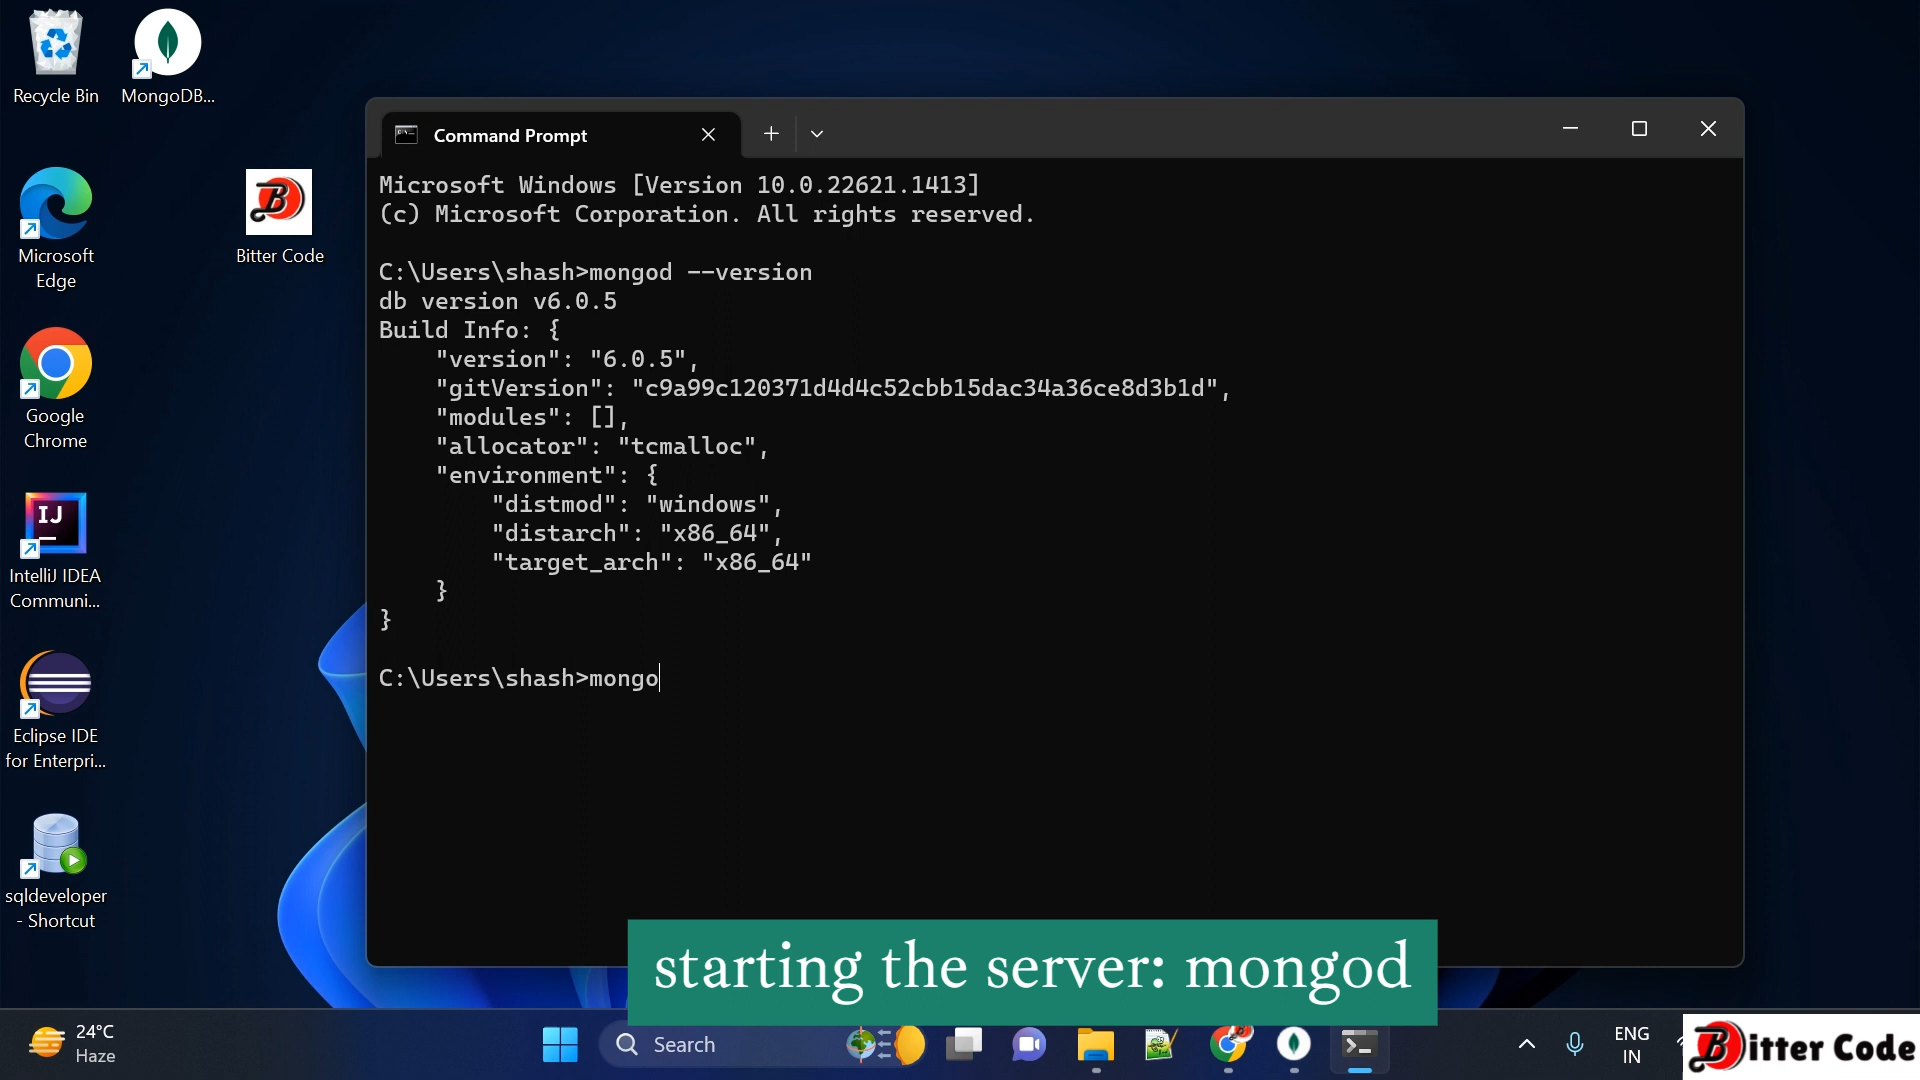 Recycle Bin
MongoDB...
Microsoft
Edge
Bitter Code
Google
Chrome
IJ
IntelliJ IDEA
Communi...
Eclipse IDE
for Enterpri...
sqldeveloper
- Shortcut
Command Prompt
Microsoft Windows [Version 10.0.22621.1413]
(c) Microsoft Corporation. All rights reserved.
C:\Users\shash>mongod --version
db version v6.0.5
Build Info: {
    "version": "6.0.5",
    "gitVersion": "c9a99c120371d4d4c52cbb15dac34a36ce8d3b1d",
    "modules": [],
    "allocator": "tcmalloc",
    "environment": {
        "distmod": "windows",
        "distarch": "x86_64",
        "target_arch": "x86_64"
    }
}
C:\Users\shash>mongo
starting the server: mongod
24°C
Haze
Search
ENG
IN
Bitter Code